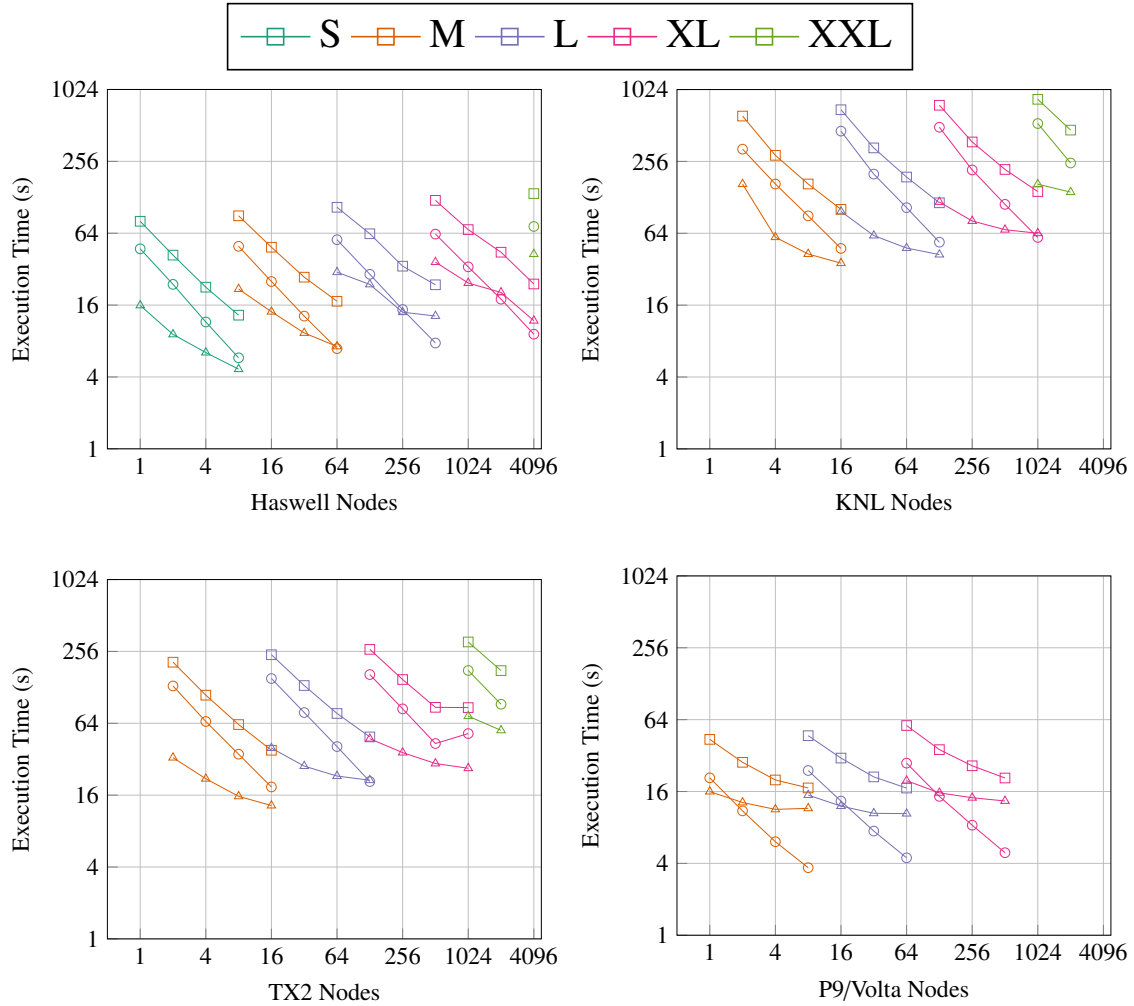 S M L XL XXL
1024
256
64
16
4
1
Execution Time (s)
1 4 16 64 256 1024 4096
Haswell Nodes
1024
256
64
16
4
1
Execution Time (s)
1 4 16 64 256 1024 4096
KNL Nodes
1024
256
64
16
4
1
Execution Time (s)
1 4 16 64 256 1024 4096
TX2 Nodes
1024
256
64
16
4
1
Execution Time (s)
1 4 16 64 256 1024 4096
P9/Volta Nodes